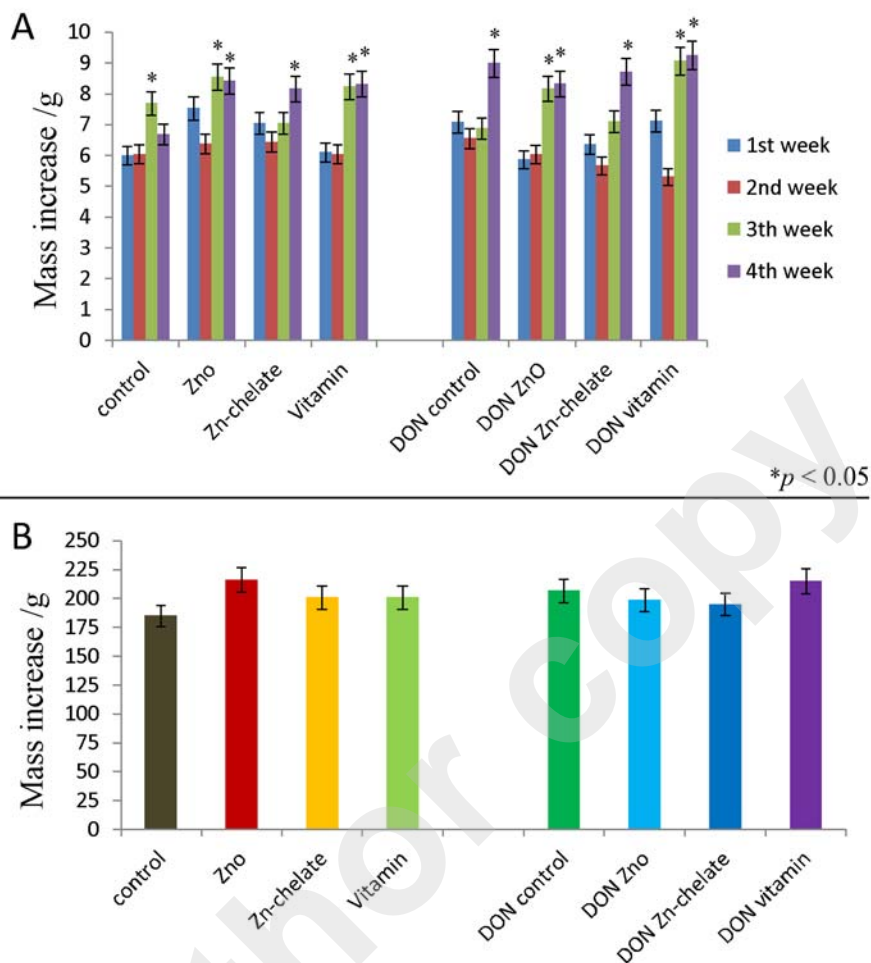 A
Mass increase /g
10
9
8
7
6
5
4
3
2
1
0
* * * * * * * * * * * * *
control
Zno
Zn-chelate
Vitamin
DON control
DON ZnO
DON Zn-chelate
DON vitamin
1st week
2nd week
3th week
4th week
*p < 0.05
B
Mass increase /g
250
225
200
175
150
125
100
75
50
25
0
control
Zno
Zn-chelate
Vitamin
DON control
DON Zno
DON Zn-chelate
DON vitamin
thor copy